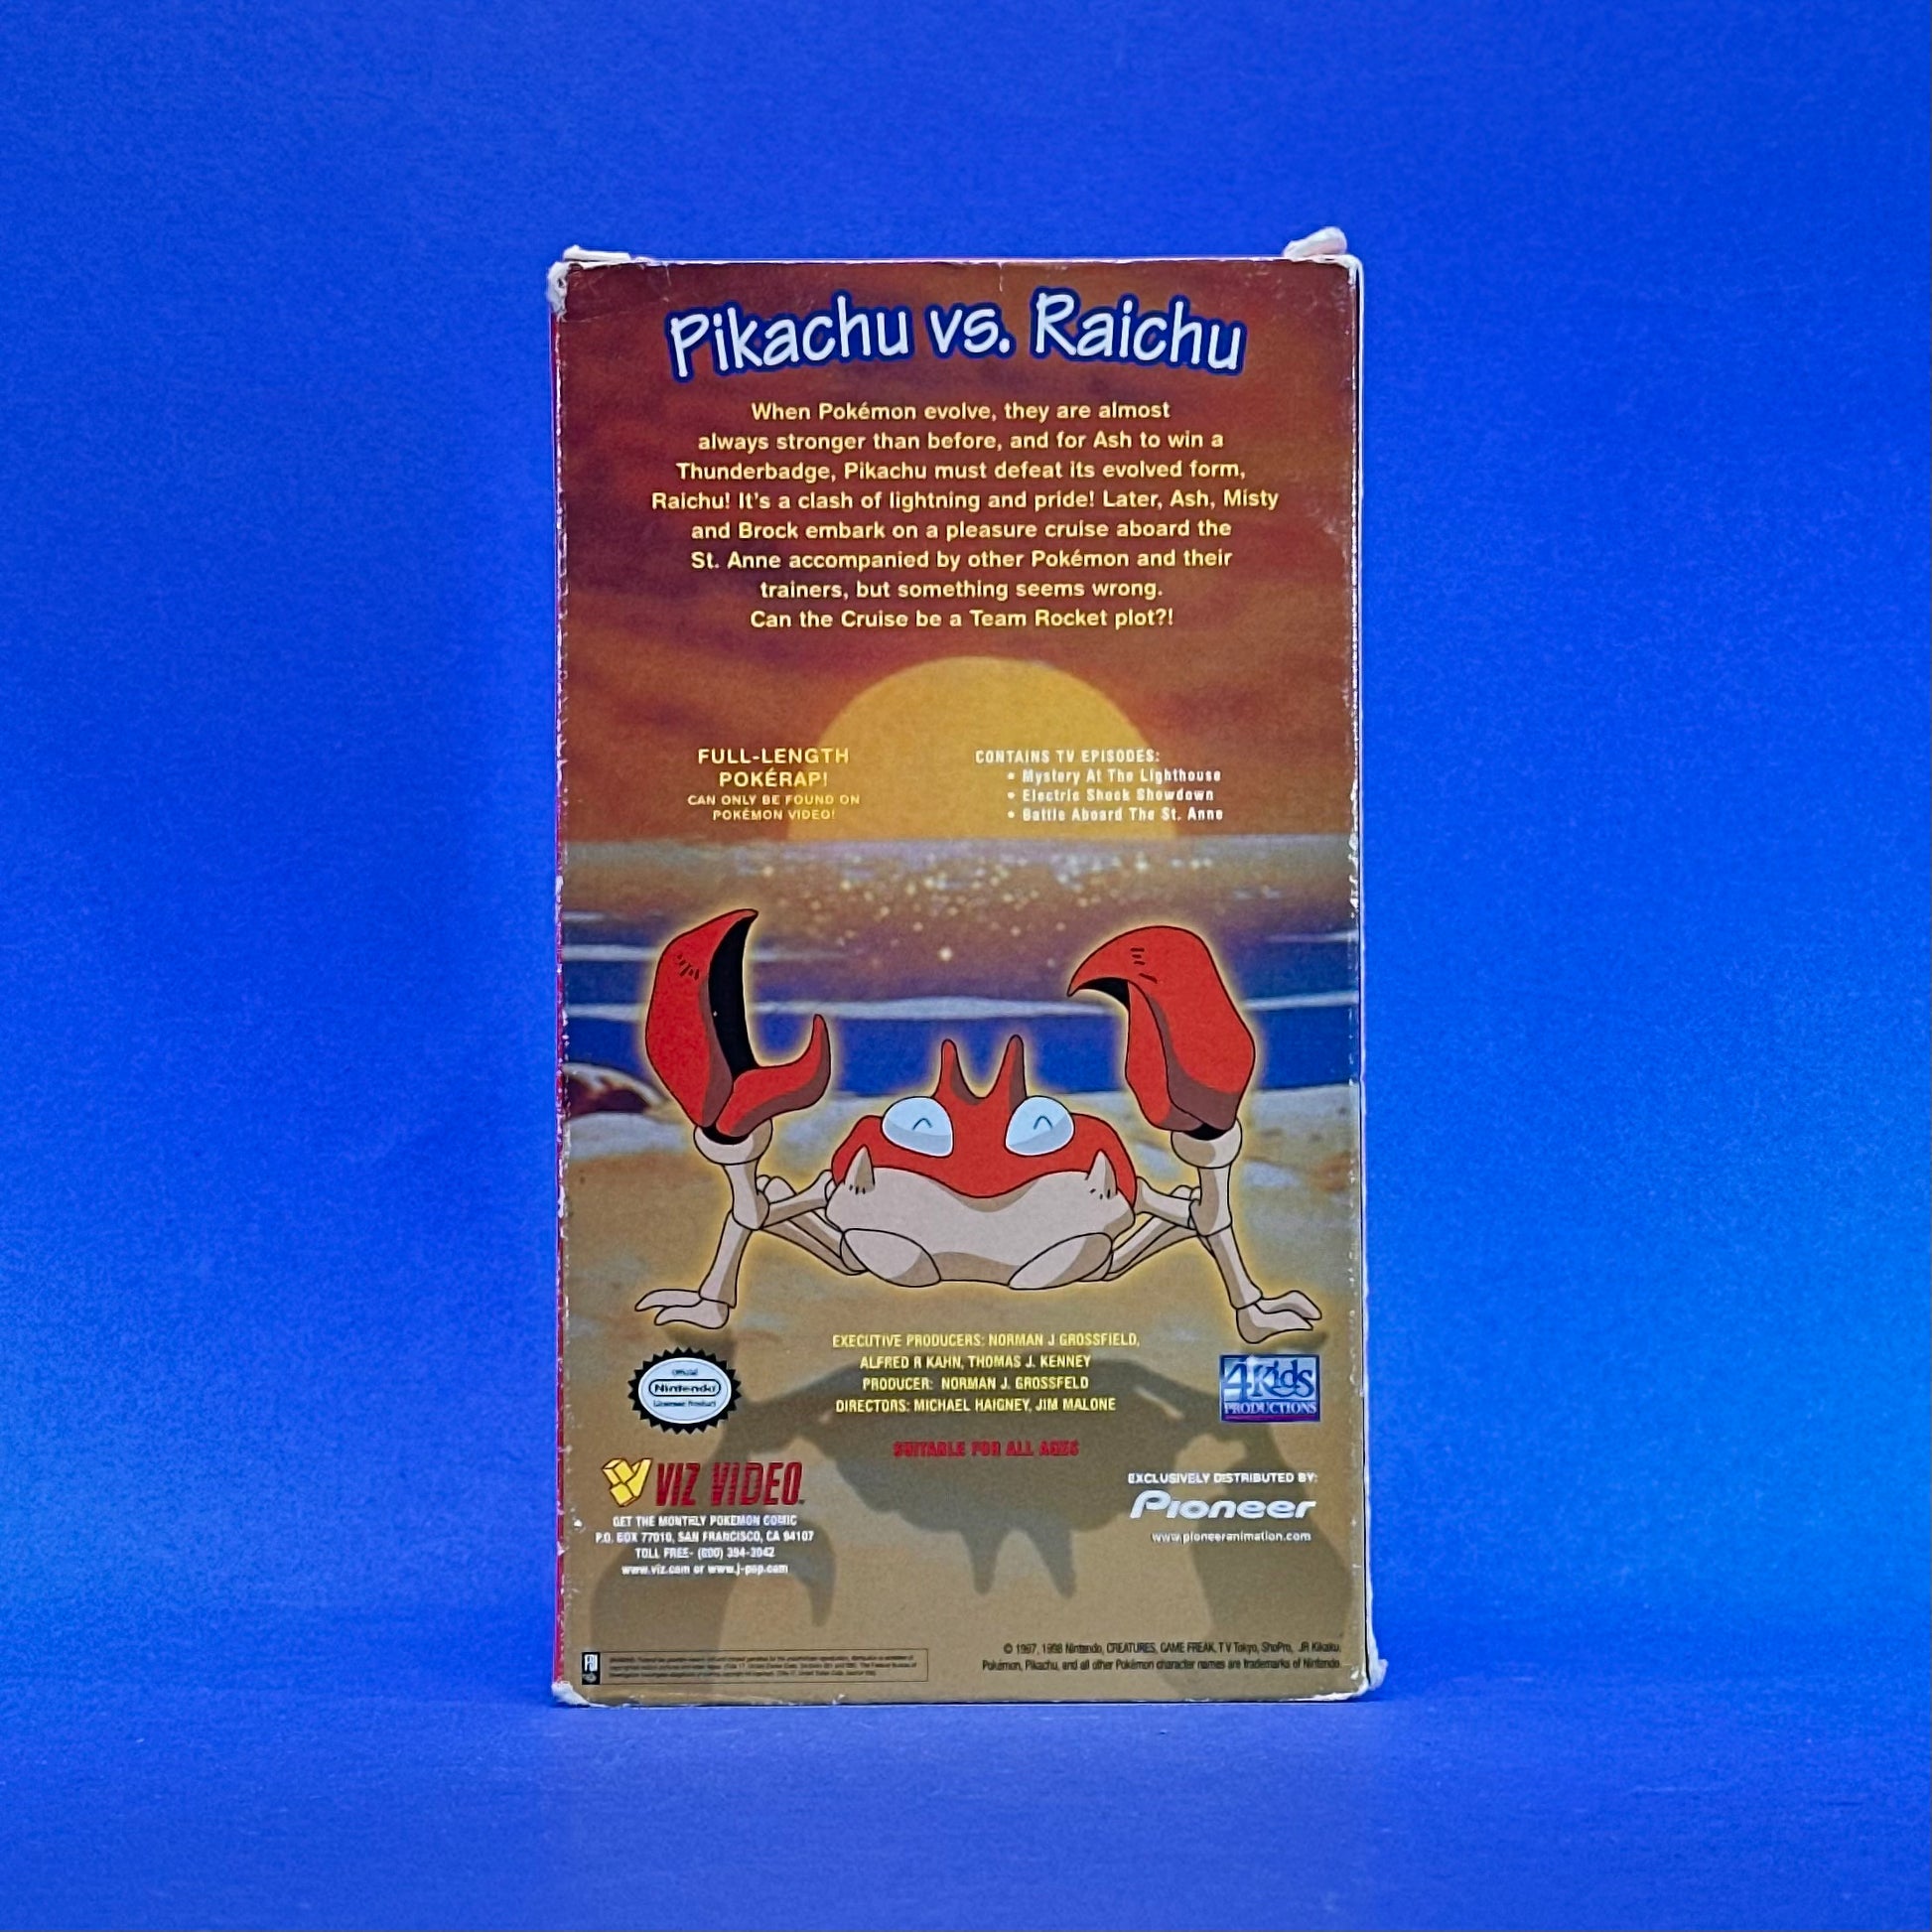 Pikachu vs. Raichu
When Pokémon evolve, they are almost
always stronger than before, and for Ash to win a
Thunderbadge, Pikachu must defeat its evolved form,
Raichu! It's a clash of lightning and pride! Later, Ash, Misty
and Brock embark on a pleasure cruise aboard the
St. Anne accompanied by other Pokémon and their
trainers, but something seems wrong.
Can the Cruise be a Team Rocket plot?!
FULL-LENGTH
POKÉRAP!
CAN ONLY BE FOUND ON
POKÉMON VIDEO!
CONTAINS TV EPISODES:
• Mystery At The Lighthouse
• Electric Shock Showdown
• Battle Aboard The St. Anne
EXECUTIVE PRODUCERS: NORMAN J GROSSFIELD,
ALFRED R KAHN, THOMAS J. KENNEY
PRODUCER: NORMAN J. GROSSFELD
DIRECTORS: MICHAEL HAIGNEY, JIM MALONE
SUITABLE FOR ALL AGES
Official
Nintendo
Licensed Product
4Kids
PRODUCTIONS
VIZ VIDEO
GET THE MONTHLY POKÉMON COMIC
P.O. BOX 77010, SAN FRANCISCO, CA 94107
TOLL FREE- (800) 394-3042
www.viz.com or www.j-pop.com
EXCLUSIVELY DISTRIBUTED BY:
Pioneer
www.pioneeranimation.com
FBI
© 1997, 1998 Nintendo, CREATURES, GAME FREAK, TV Tokyo, ShoPro, JR Kikaku.
Pokémon, Pikachu, and all other Pokémon character names are trademarks of Nintendo.